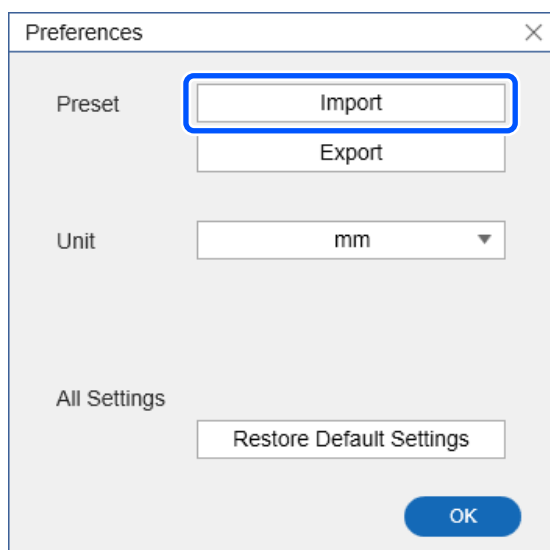 Preferences
Preset
Import
Export
Unit
mm
All Settings
Restore Default Settings
OK